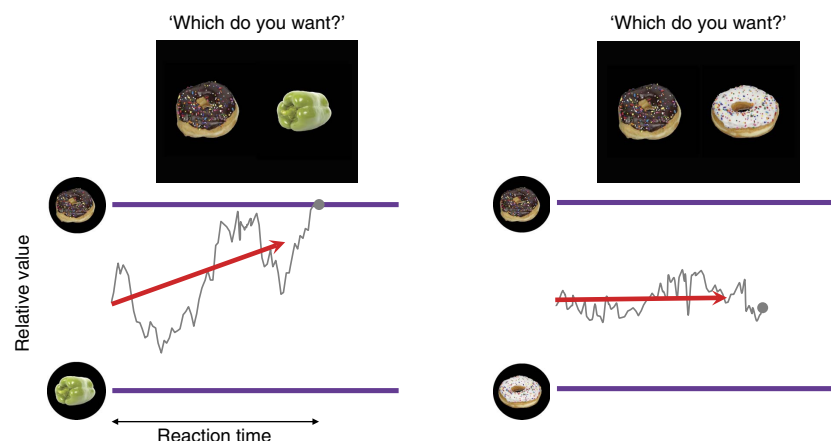 ‘Which do you want?’
‘Which do you want?’
Relative value
Reaction time